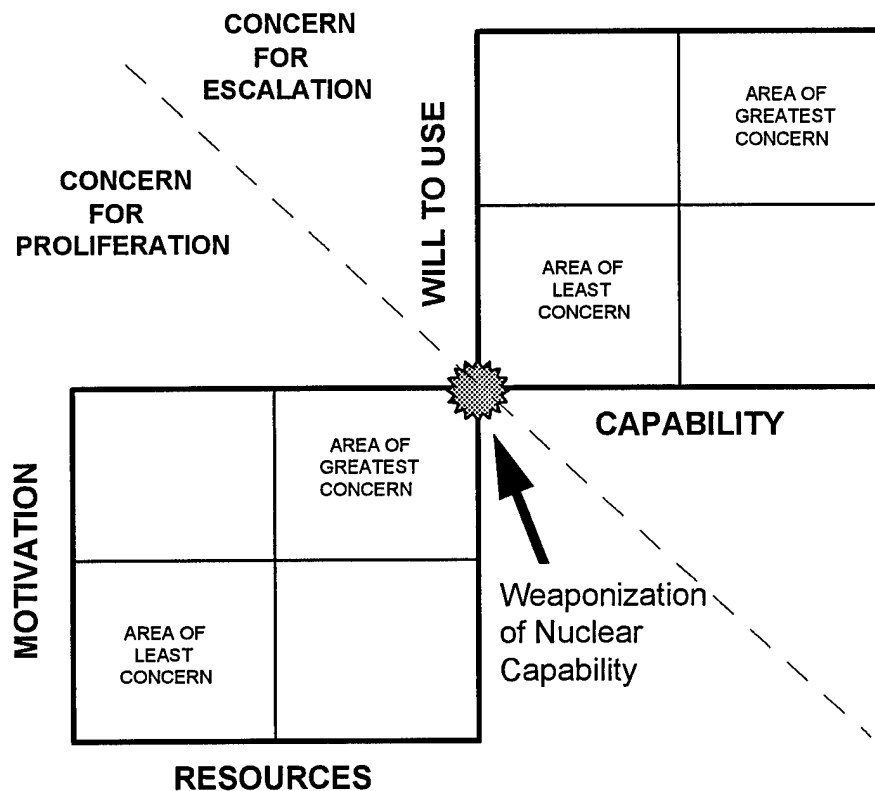 CONCERN
FOR
ESCALATION
CONCERN
FOR
PROLIFERATION
WILL TO USE
AREA OF
GREATEST
CONCERN
AREA OF
LEAST
CONCERN
CAPABILITY
MOTIVATION
AREA OF
GREATEST
CONCERN
AREA OF
LEAST
CONCERN
RESOURCES
Weaponization
of Nuclear
Capability